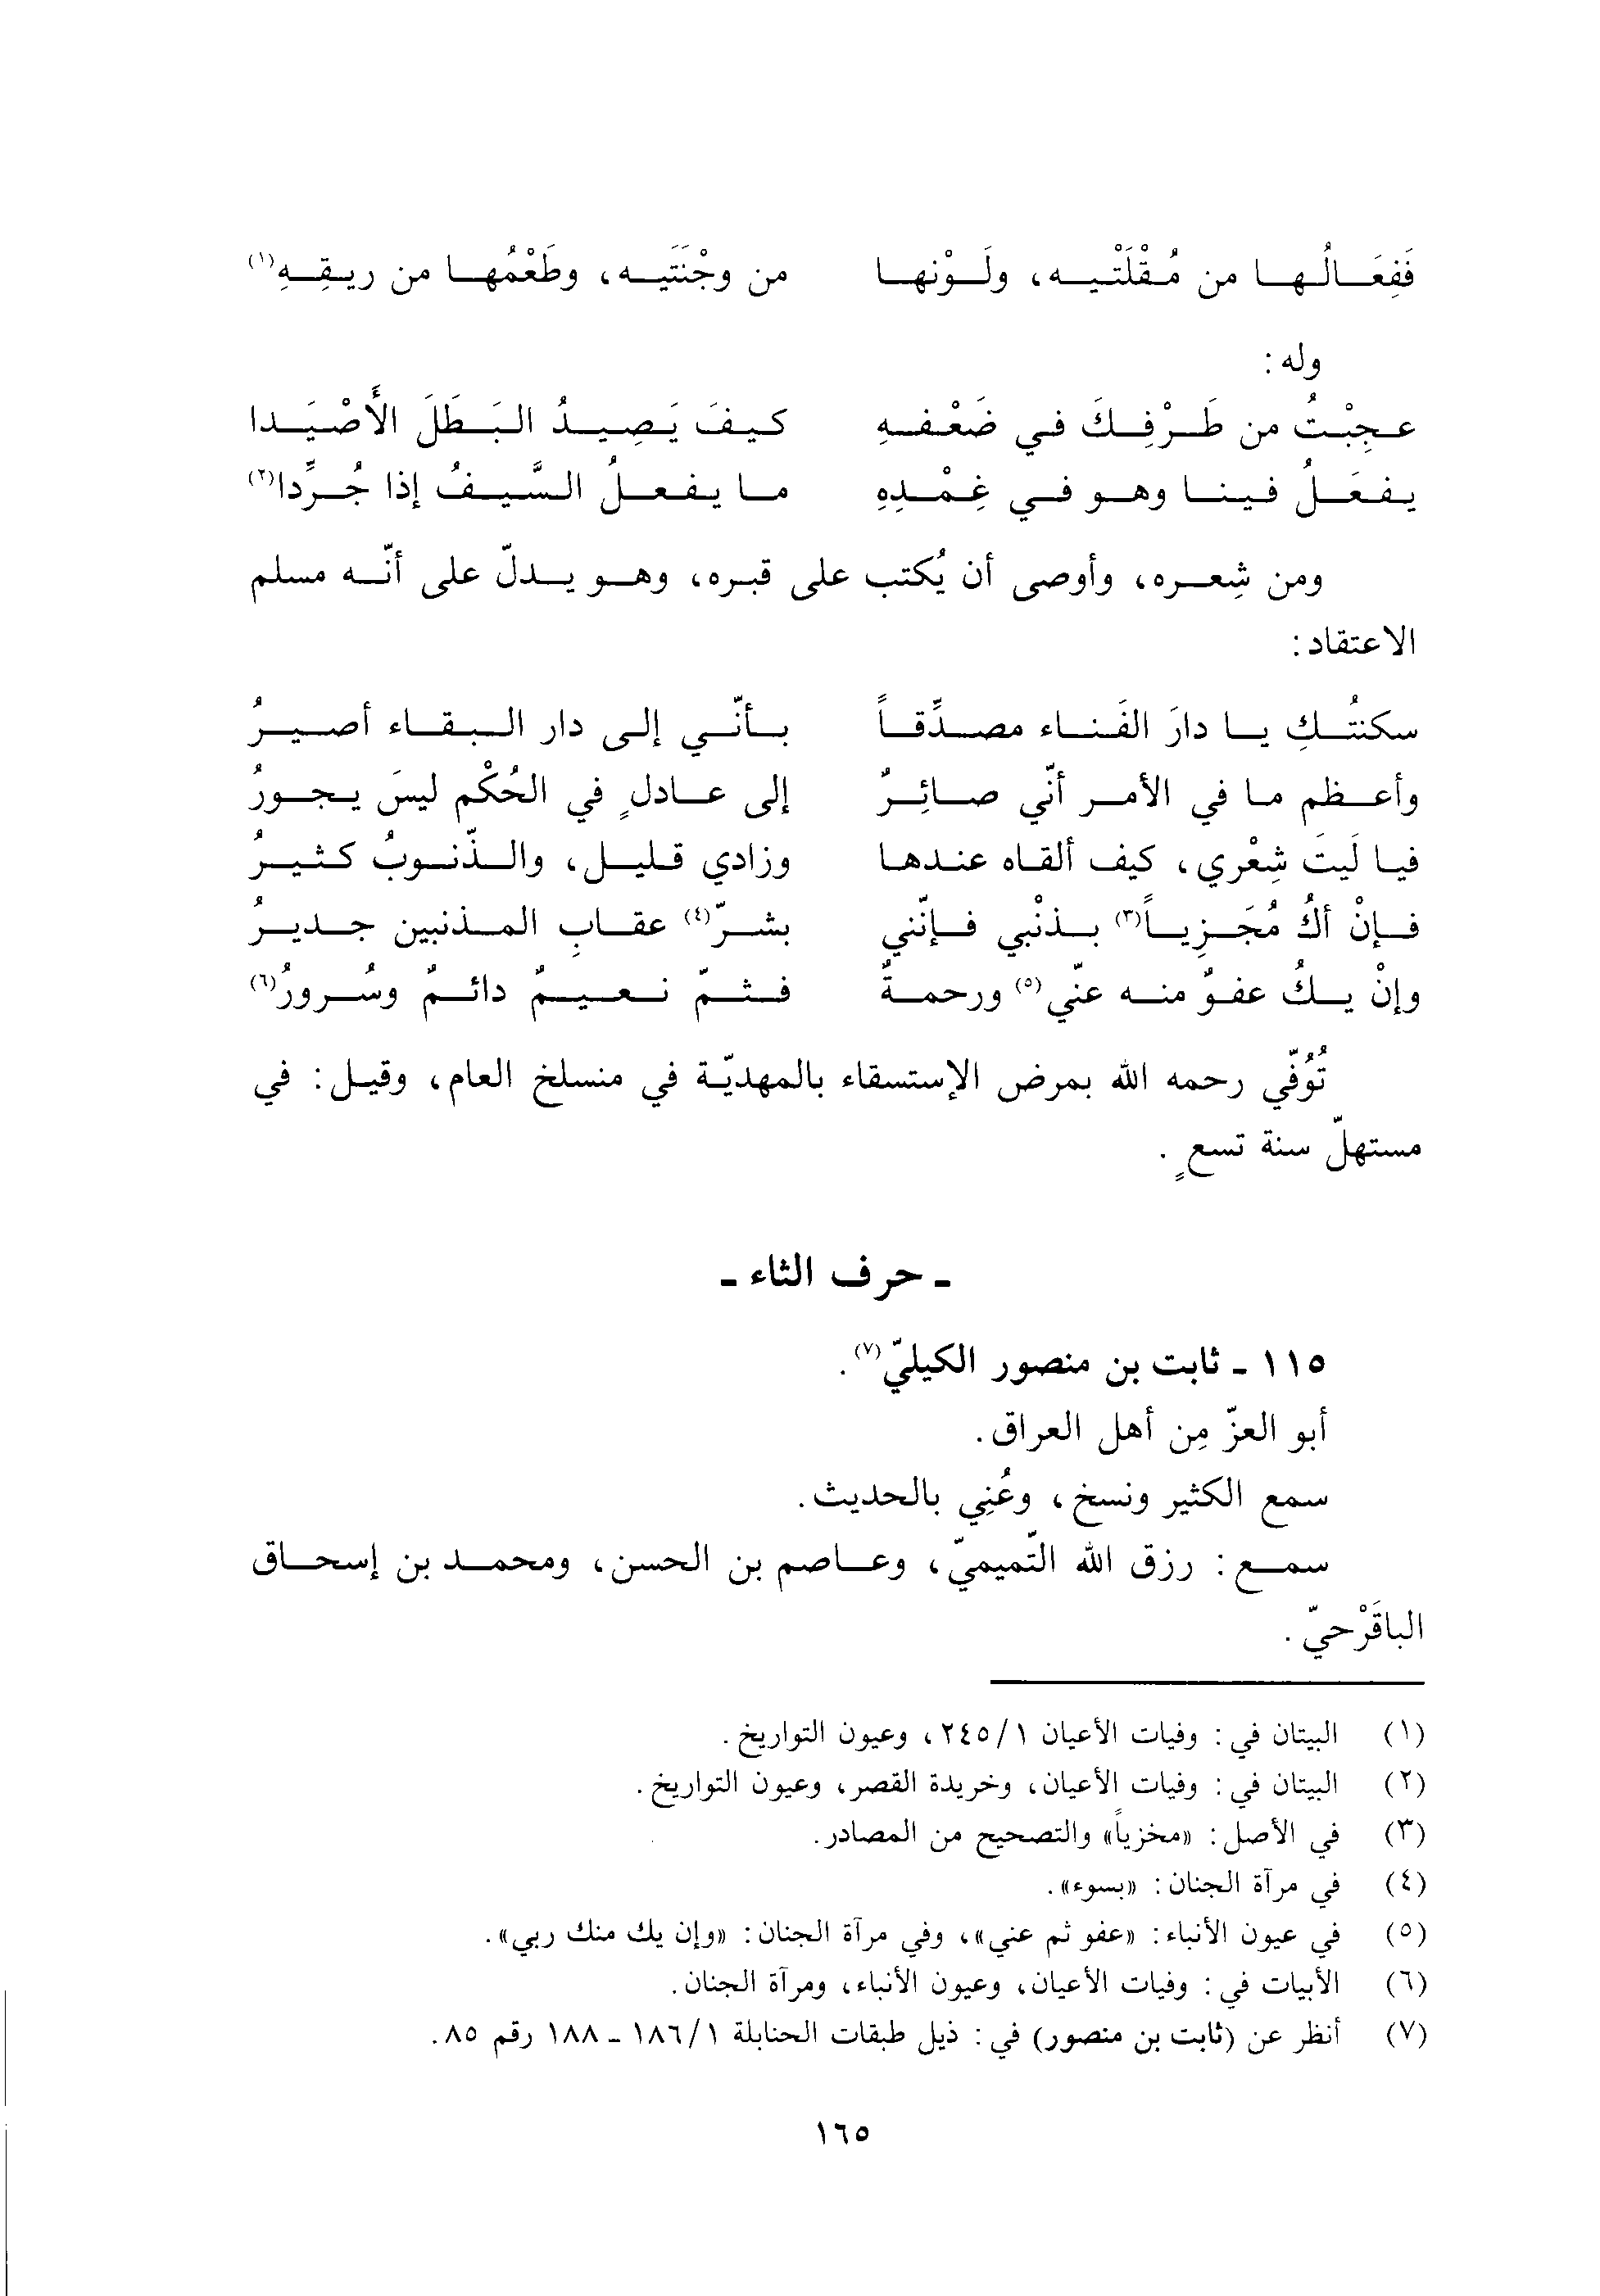 فَفِعَالُها من مُقْلَتْيه، ولَوْنها من وجْنَتَيه، وطَعْمُها من ريقِهِ(١)
وله:
عجِبْتُ من طَرْفِكَ في ضَعْفهِ كيفَ يَصِيدُ البَطَلَ الأَصْيَدا
يفعَلُ فينا وهو في غِمْدِهِ ما يفعلُ السَّيفُ إذا جُرِّدا(٢)
ومن شِعره، وأوصى أن يُكتب على قبره، وهو يدلّ على أنّه مسلم
الاعتقاد:
سكنتُكِ يا دارَ الفَناء مصدِّقاً بأنّي إلى دار البقاء أصيرُ
وأعظم ما في الأمر أنّي صائِرٌ إلى عادلٍ في الحُكْم ليسَ يجورُ
فيا لَيتَ شِعْري، كيف ألقاه عندها وزادي قليل، والذّنوبُ كثيرُ
فإنْ أكُ مُجَزِياً(٣) بذنْبي فإنّني بشرّ(٤) عقابِ المذنبين جديرُ
وإنْ يكُ عفوٌ منه عنّي(٥) ورحمةٌ فثمّ نعيمٌ دائمٌ وسُرورُ(٦)
تُوُفّي رحمه الله بمرض الإستسقاء بالمهديّة في منسلخ العام، وقيل: في
مستهلّ سنة تسعٍ.
- حرف الثاء -
١١٥ - ثابت بن منصور الكيليّ(٧).
أبو العزّ مِن أهل العراق.
سمع الكثير ونسخ، وعُنِي بالحديث.
سمع: رزق الله التّميميّ، وعاصم بن الحسن، ومحمد بن إسحاق
الباقَرْحيّ.
(١) البيتان في: وفيات الأعيان ٢٤٥/١، وعيون التواريخ.
(٢) البيتان في: وفيات الأعيان، وخريدة القصر، وعيون التواريخ.
(٣) في الأصل: «مخزياً» والتصحيح من المصادر.
(٤) في مرآة الجنان: «بسوء».
(٥) في عيون الأنباء: «عفو ثم عني»، وفي مرآة الجنان: «وإن يك منك ربي».
(٦) الأبيات في: وفيات الأعيان، وعيون الأنباء، ومرآة الجنان.
(٧) أنظر عن (ثابت بن منصور) في: ذيل طبقات الحنابلة ١٨٦/١ - ١٨٨ رقم ٨٥.
١٦٥